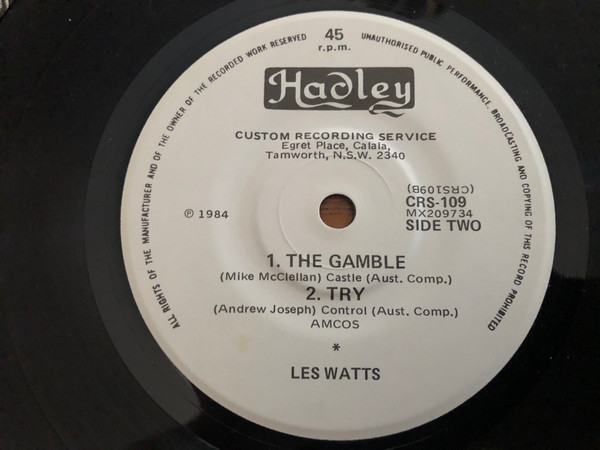 ALL RIGHTS OF THE MANUFACTURER AND OF THE OWNER OF THE RECORDED WORK RESERVED
UNAUTHORISED PUBLIC PERFORMANCE, BROADCASTING AND COPYING OF THIS RECORD PROHIBITED
45
r.p.m.
Hadley
CUSTOM RECORDING SERVICE
Egret Place, Calala,
Tamworth, N.S.W. 2340
(CRS109B)
℗ 1984
CRS-109
MX209734
SIDE TWO
1. THE GAMBLE
(Mike McClellan) Castle (Aust. Comp.)
2. TRY
(Andrew Joseph) Control (Aust. Comp.)
AMCOS
*
LES WATTS